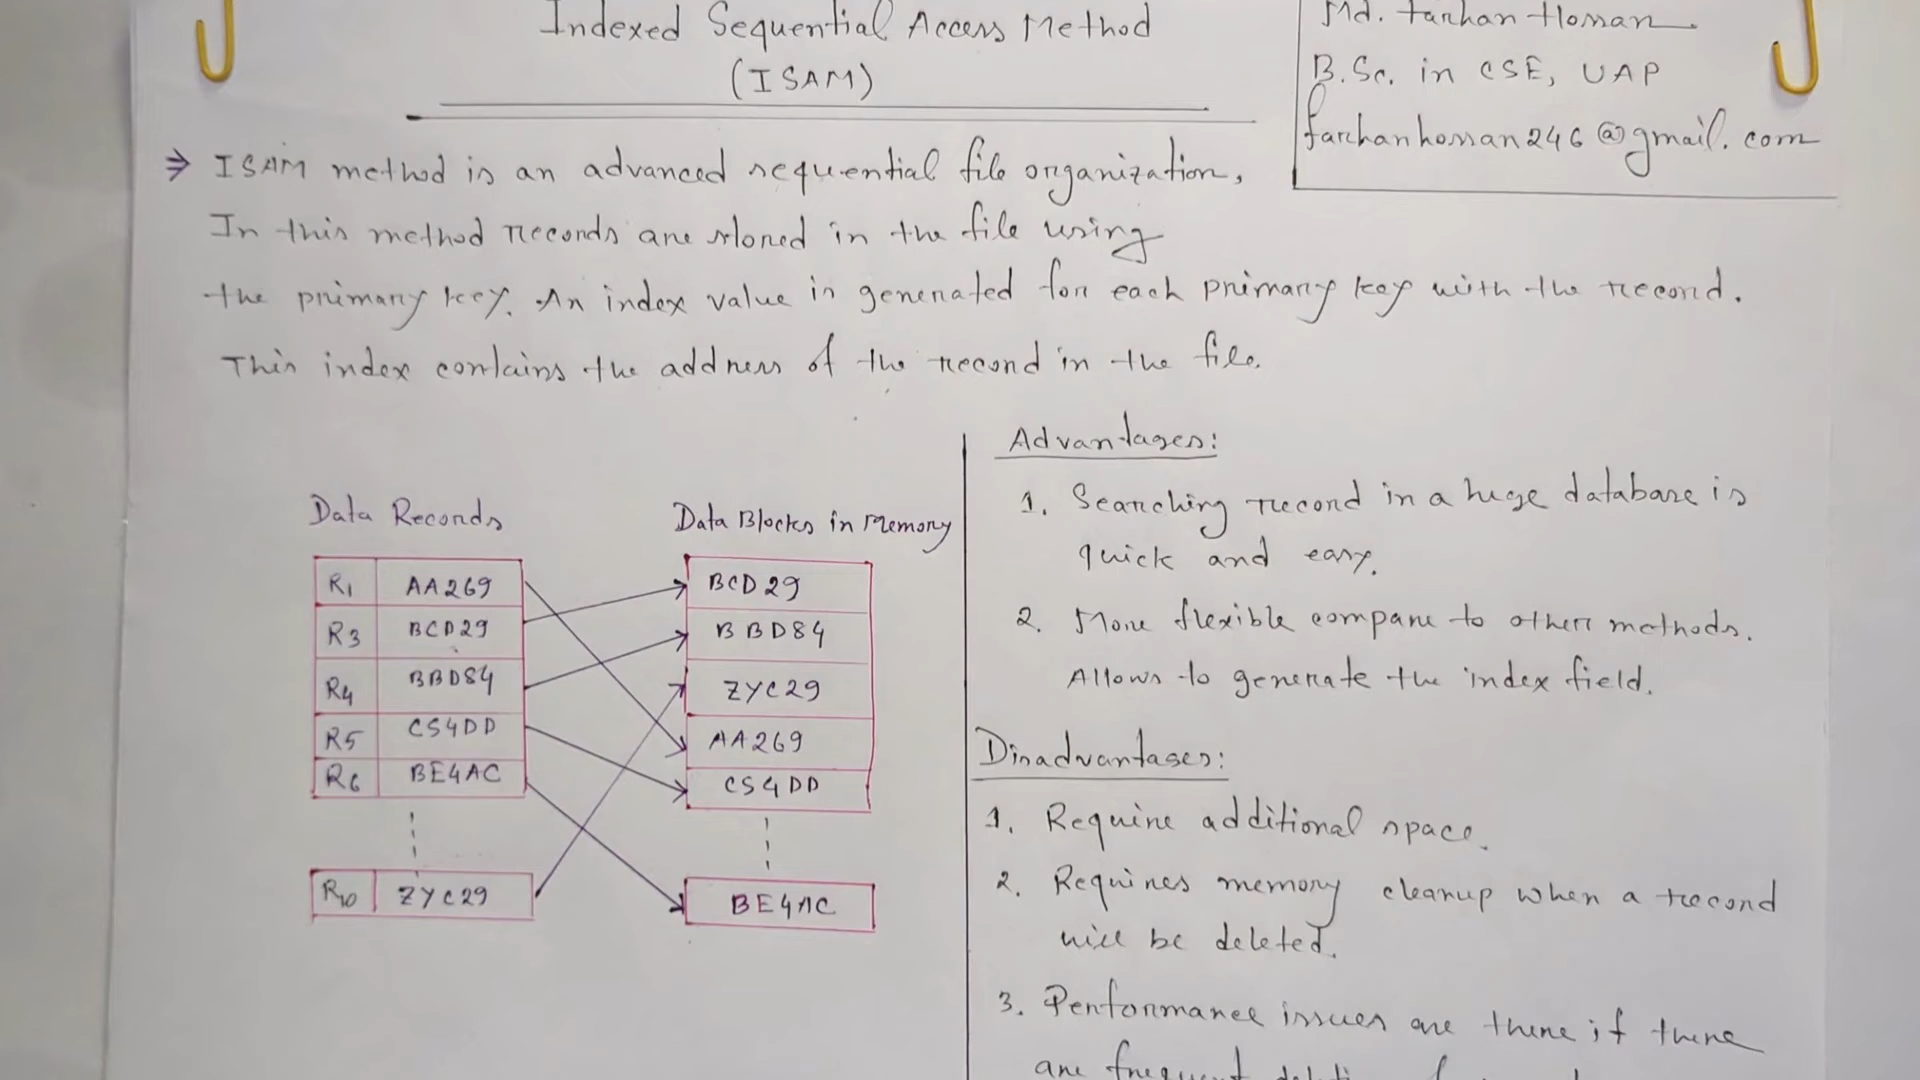 Indexed Sequential Access Method
(ISAM)
Md. Farhan Hossan
B.Sc. in CSE, UAP
farhanhossan246@gmail.com
⇒ ISAM method is an advanced sequential file organization,
In this method records are stored in the file using
the primary key. An index value is generated for each primary key with the record.
This index contains the address of the record in the file.
Data Records
R1 AA269
R3 BCD29
R4 BBD84
R5 CS4DD
R6 BE4AC
R10 ZYC29
Data Blocks in Memory
BCD29
BBD84
ZYC29
AA269
CS4DD
BE4AC
Advantages:
1. Searching record in a huge database is
quick and easy.
2. More flexible compare to other methods.
Allows to generate the index field.
Disadvantages:
1. Require additional space.
2. Requires memory cleanup when a record
will be deleted.
3. Performance issues are there if there
are frequent